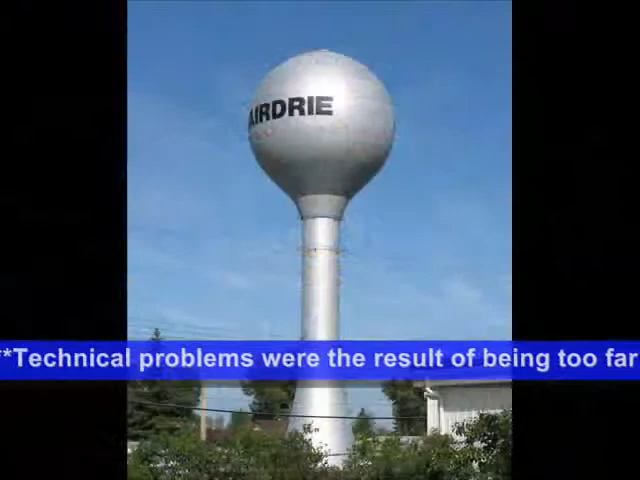 AIRDRIE
**Technical problems were the result of being too far